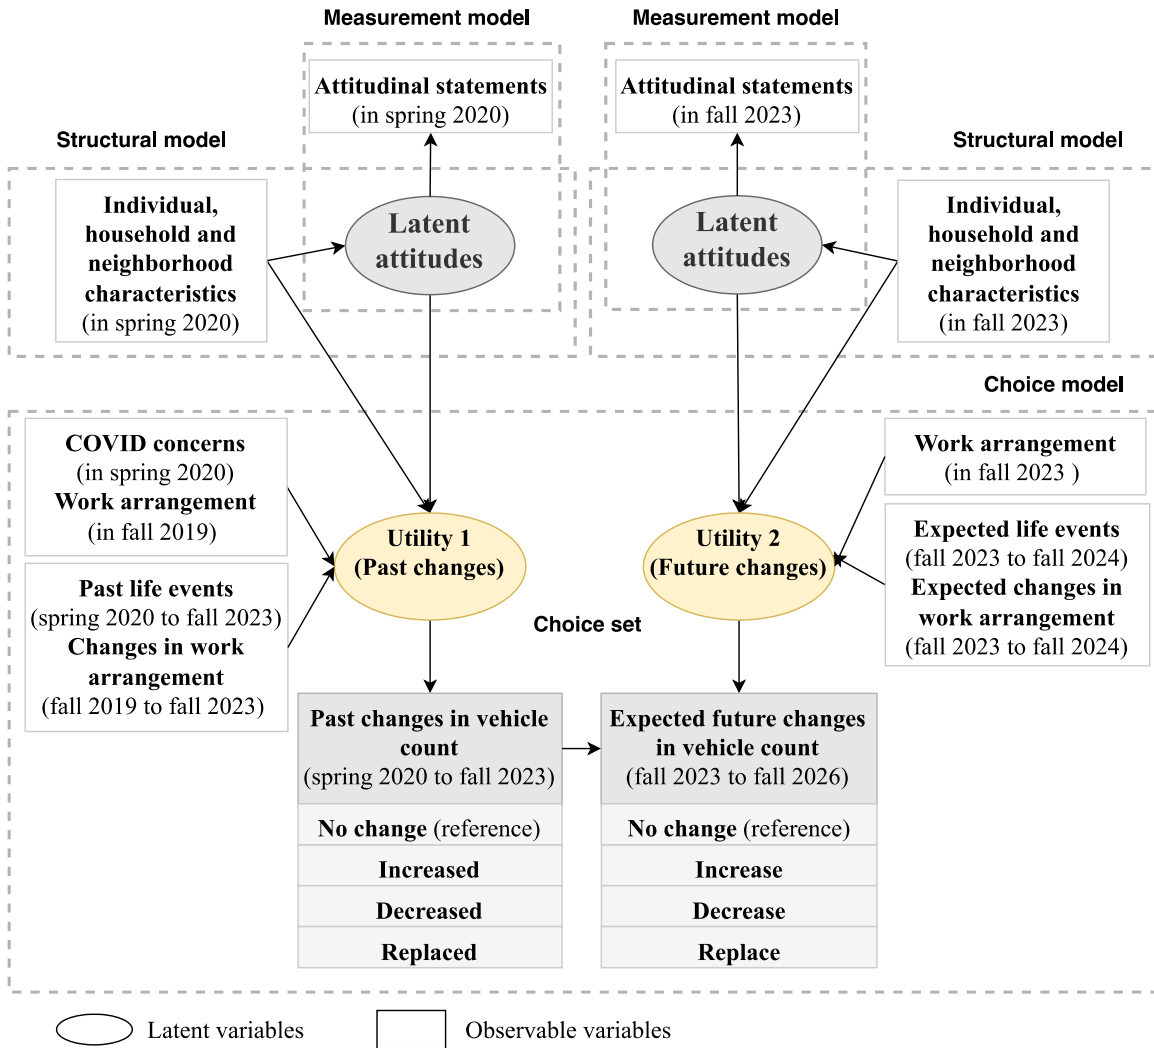 Measurement model
Measurement model
Attitudinal statements
(in spring 2020)
Attitudinal statements
(in fall 2023)
Structural model
Structural model
Individual,
household and
neighborhood
characteristics
(in spring 2020)
Latent
attitudes
Latent
attitudes
Individual,
household and
neighborhood
characteristics
(in fall 2023)
Choice model
COVID concerns
(in spring 2020)
Work arrangement
(in fall 2019)
Past life events
(spring 2020 to fall 2023)
Changes in work
arrangement
(fall 2019 to fall 2023)
Utility 1
(Past changes)
Utility 2
(Future changes)
Work arrangement
(in fall 2023 )
Expected life events
(fall 2023 to fall 2024)
Expected changes in
work arrangement
(fall 2023 to fall 2024)
Choice set
Past changes in vehicle
count
(spring 2020 to fall 2023)
No change (reference)
Increased
Decreased
Replaced
Expected future changes
in vehicle count
(fall 2023 to fall 2026)
No change (reference)
Increase
Decrease
Replace
Latent variables
Observable variables